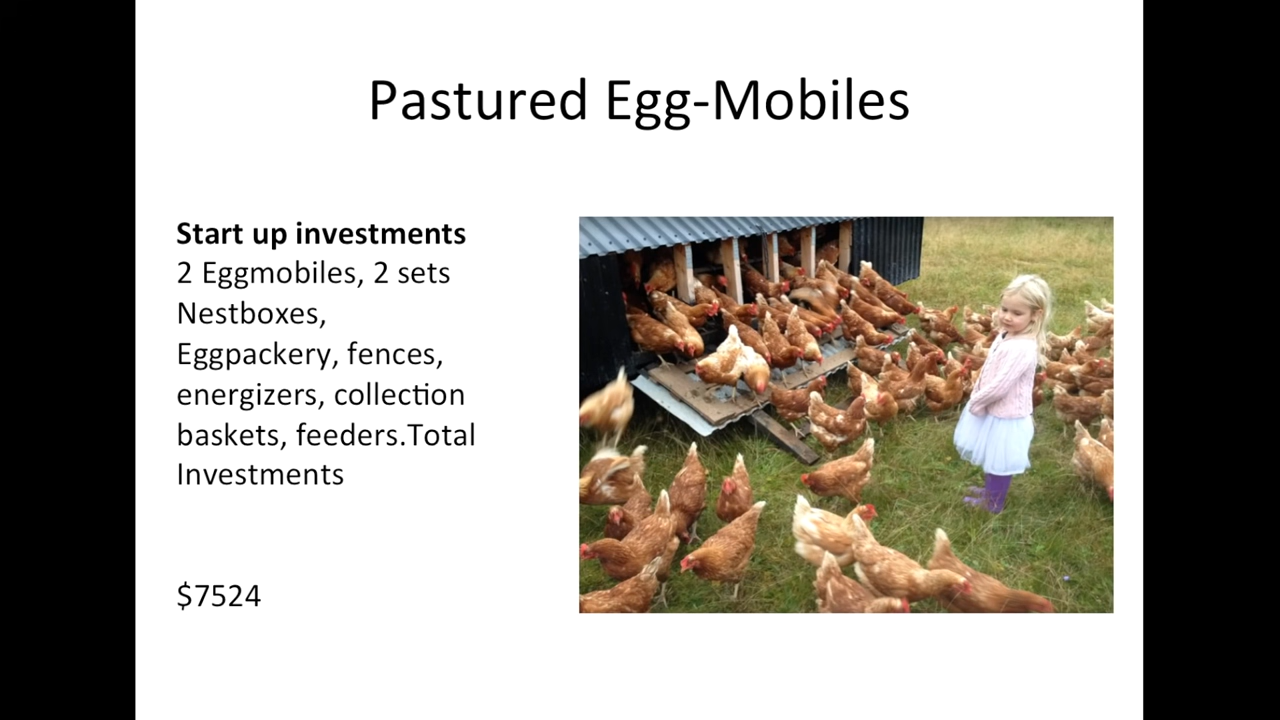 Pastured Egg-Mobiles
Start up investments
2 Eggmobiles, 2 sets
Nestboxes,
Eggpackery, fences,
energizers, collection
baskets, feeders.Total
Investments
$7524